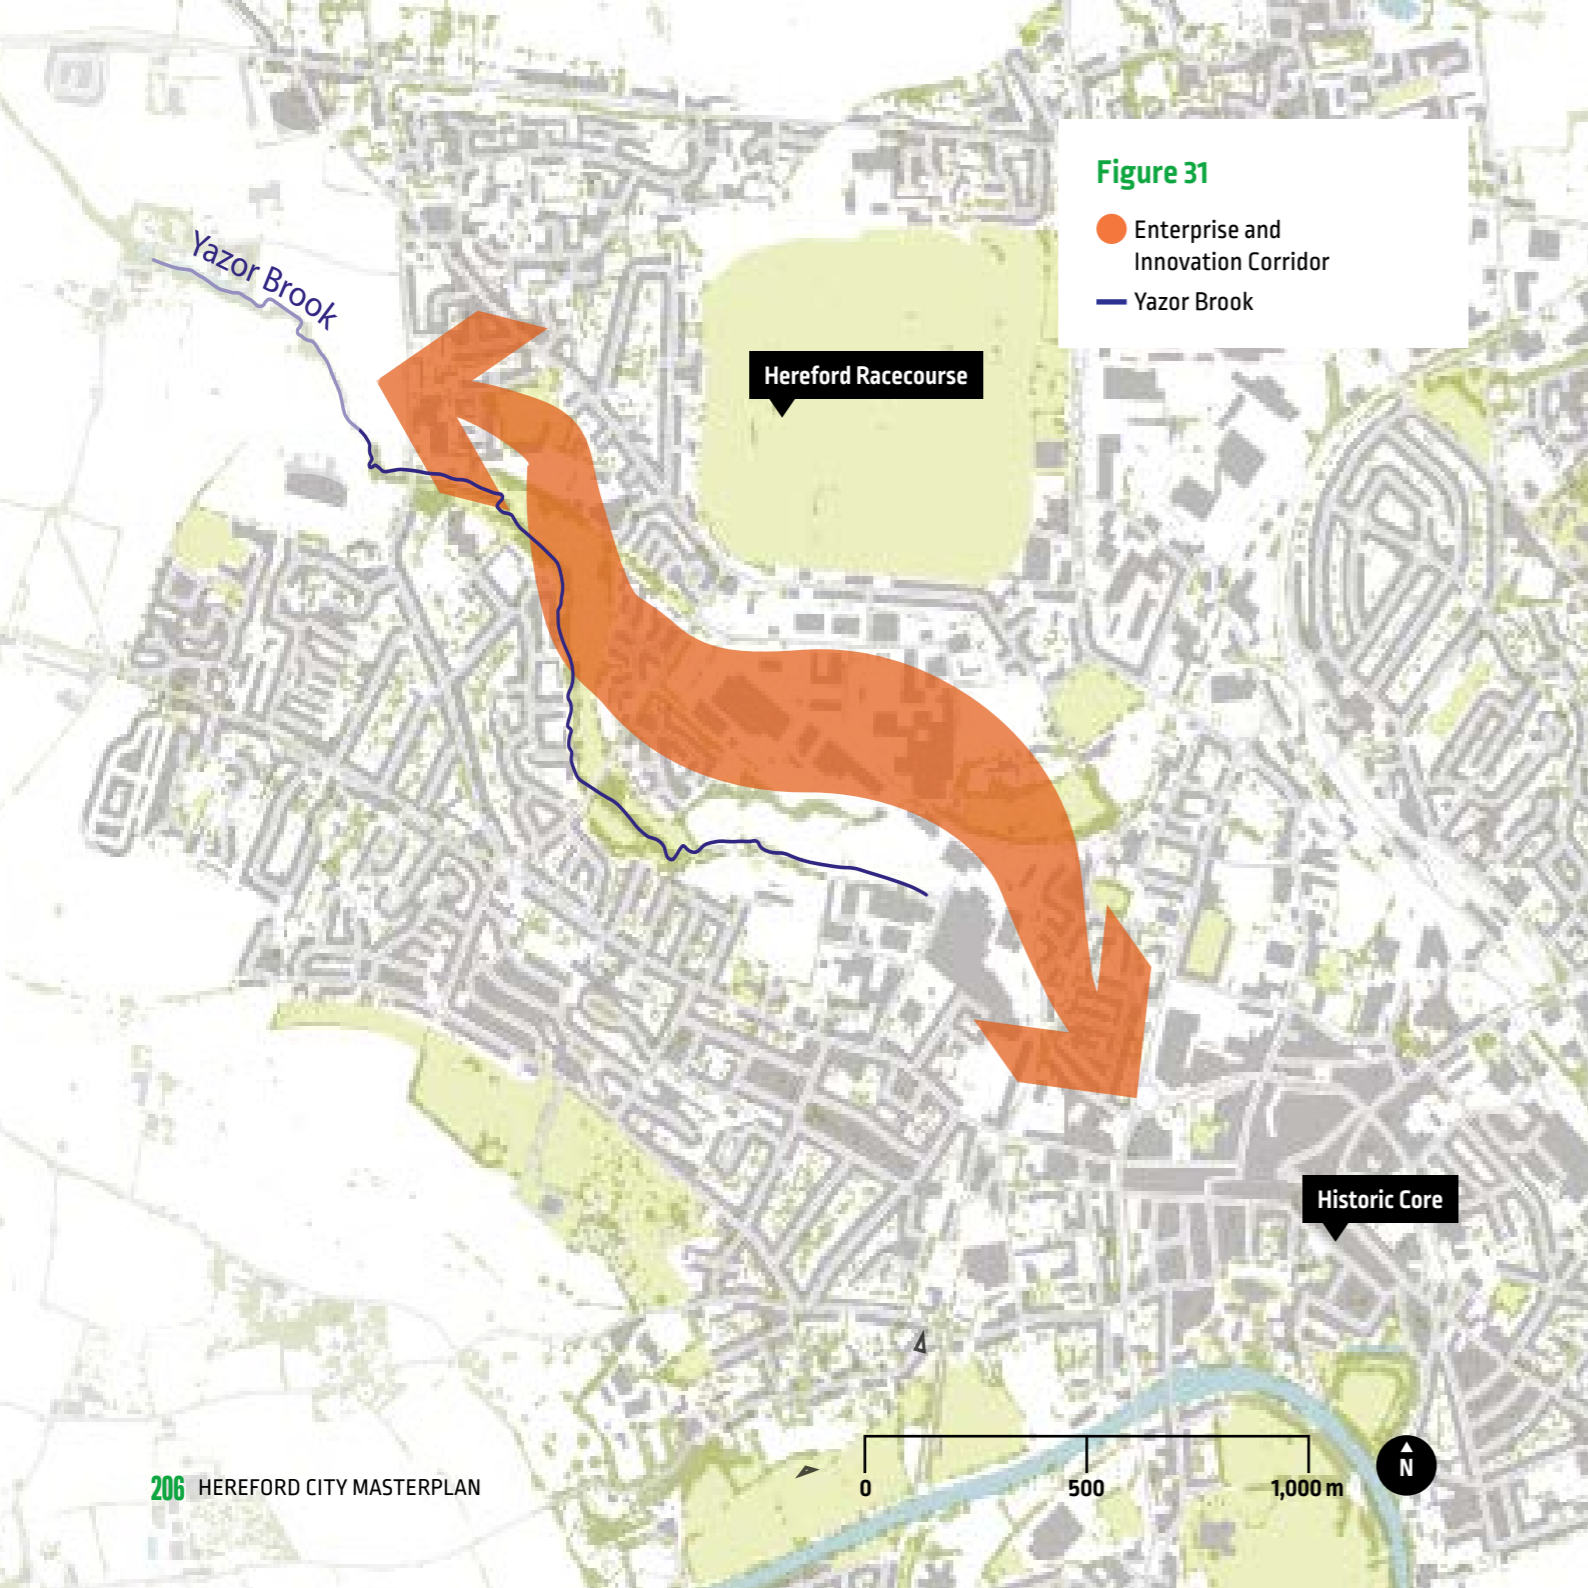 Figure 31
Enterprise and
Innovation Corridor
Yazor Brook
Yazor Brook
Hereford Racecourse
Historic Core
0 500 1,000 m
N
206 HEREFORD CITY MASTERPLAN